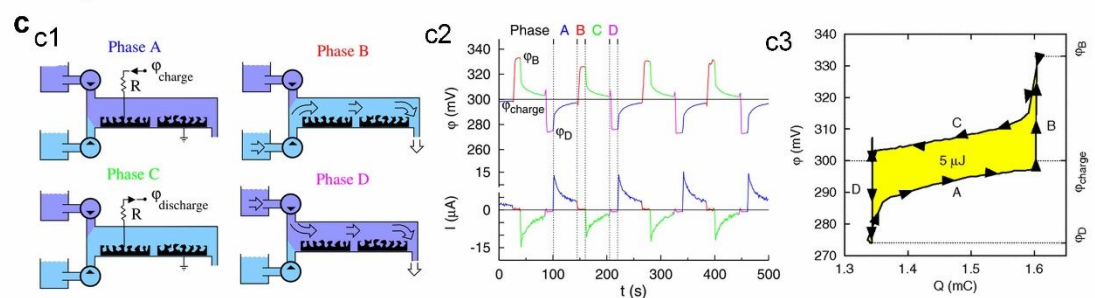 c
c1
Phase A
φcharge
R
Phase B
Phase C
φdischarge
R
Phase D
c2
Phase A B C D
340
320
300
280
260
φ (mV)
φB
φcharge
φD
15
0
-15
I (µA)
0 100 200 300 400 500
t (s)
c3
340
330
320
310
300
290
280
270
φ (mV)
C
B
5 µJ
D
A
φB
φcharge
φD
1.3 1.4 1.5 1.6
Q (mC)